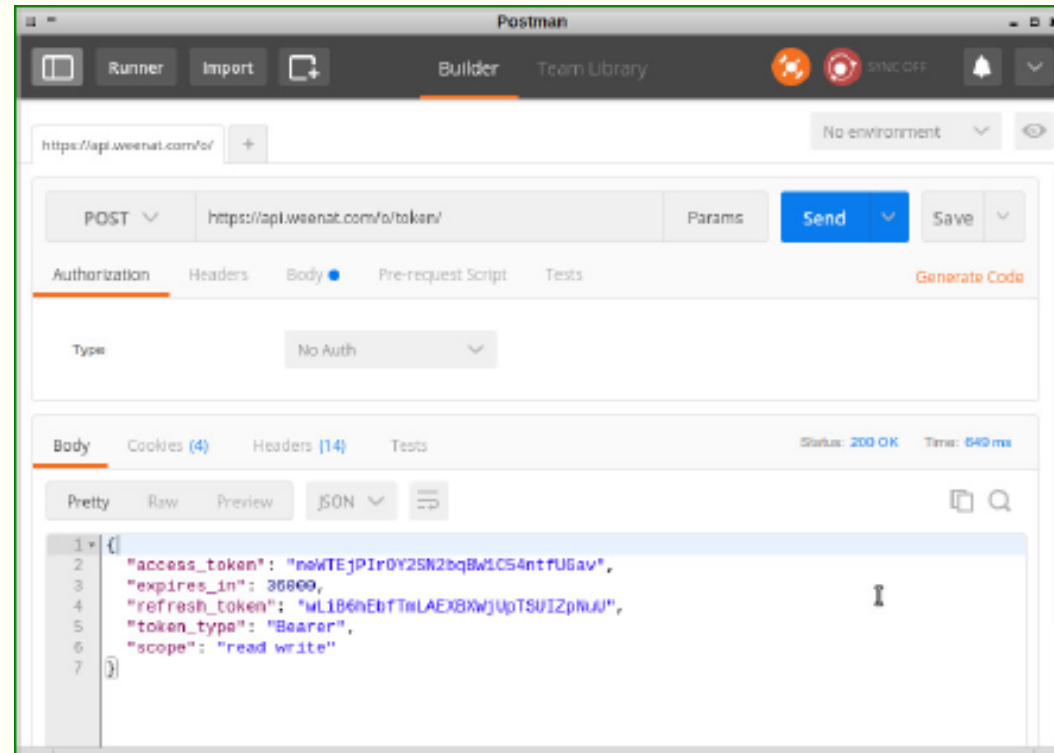 Postman
Runner Import Builder Team Library SYNC OFF
https://api.weenat.com/o/ + No environment
POST https://api.weenat.com/o/token/ Params Send Save
Authorization Headers Body Pre-request Script Tests Generate Code
Type No Auth
Body Cookies (4) Headers (14) Tests Status: 200 OK Time: 649 ms
Pretty Raw Preview JSON
1 {
2 "access_token":
3 "expires_in": 36000,
4 "refresh_token":
5 "token_type": "Bearer",
6 "scope": "read write"
7 }